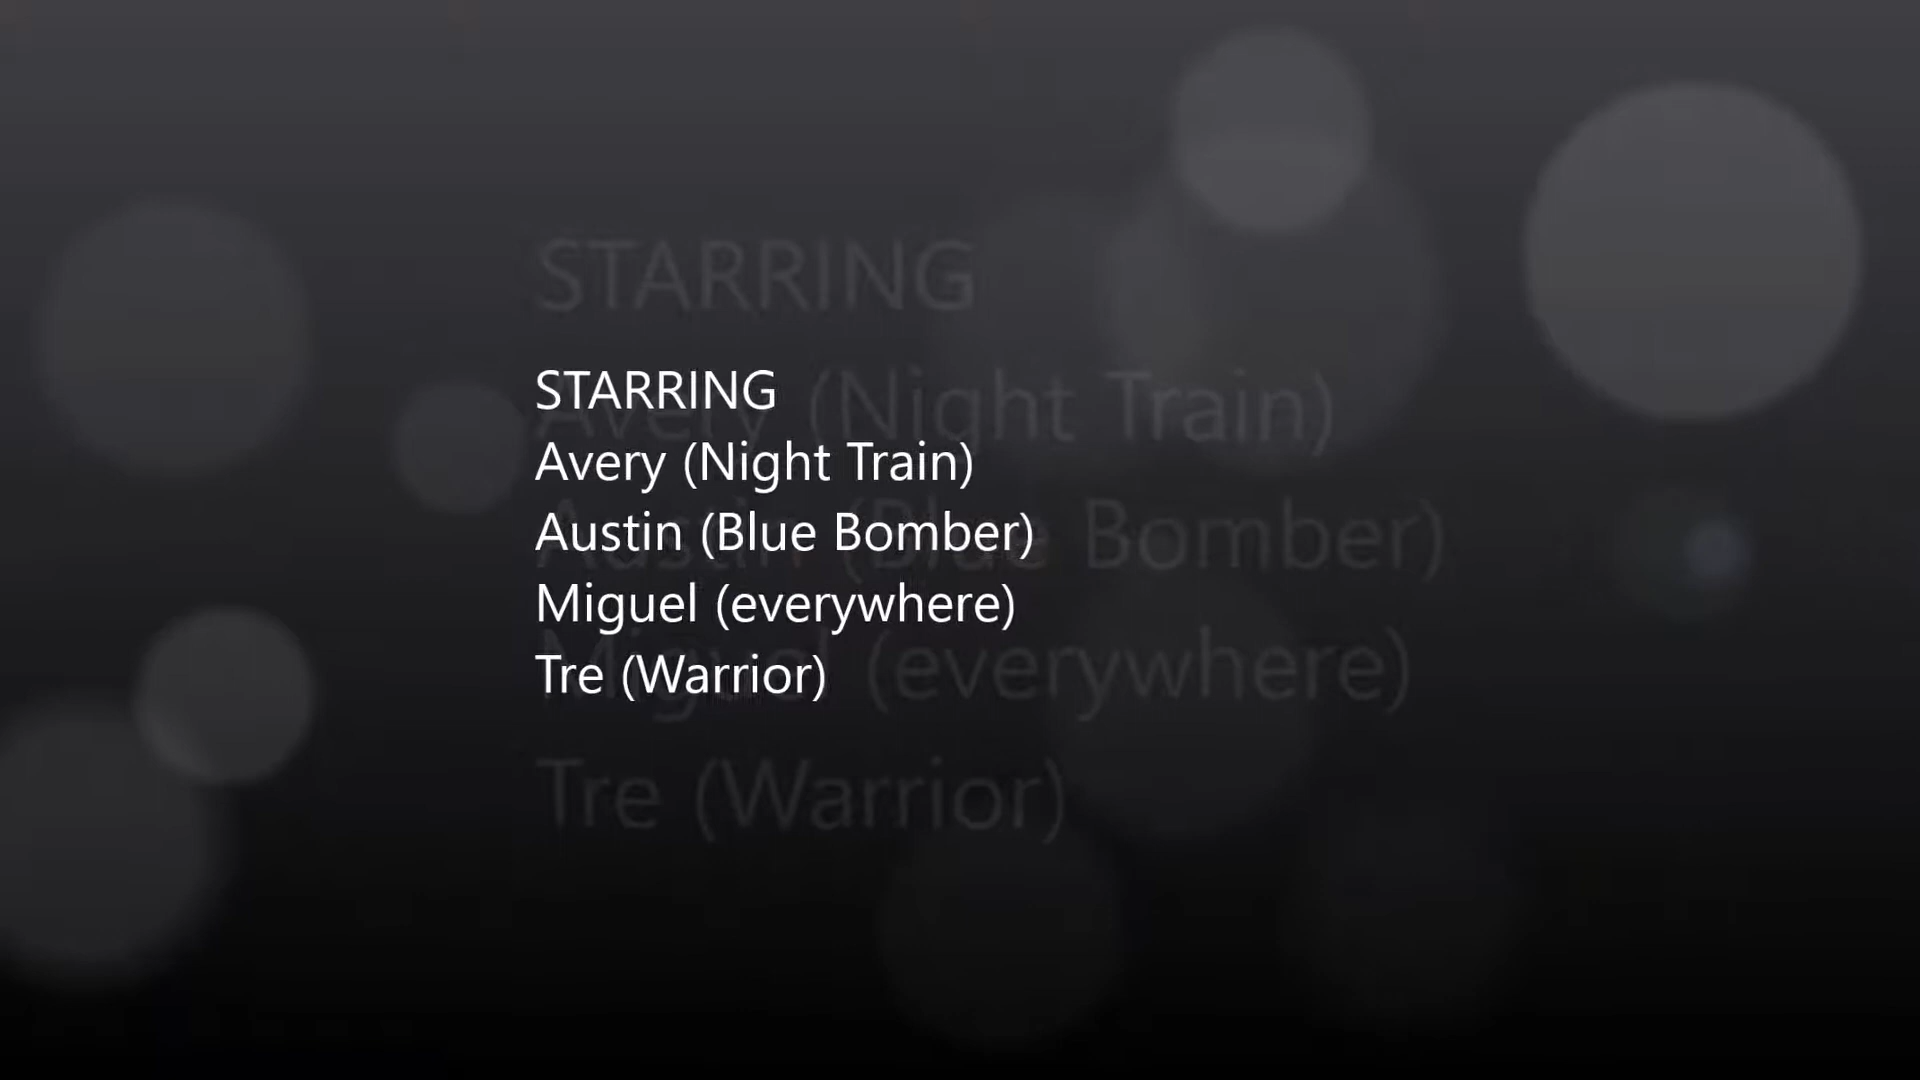 STARRING
Avery (Night Train)
Austin (Blue Bomber)
Miguel (everywhere)
Tre (Warrior)